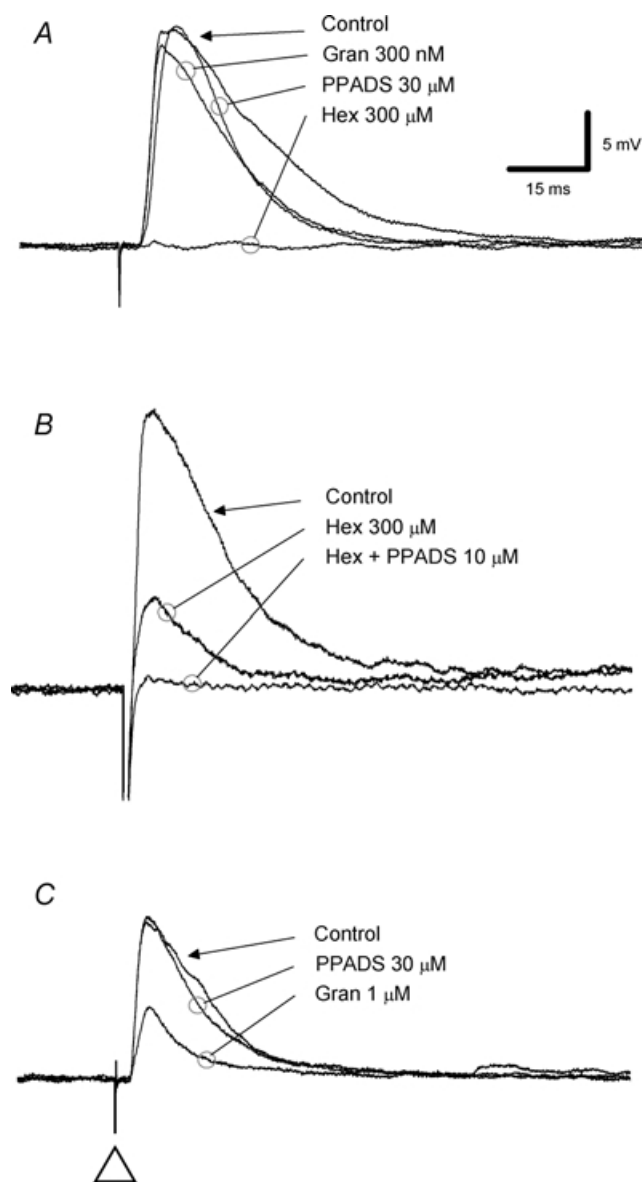 A
Control
Gran 300 nM
PPADS 30 μM
Hex 300 μM
5 mV
15 ms
B
Control
Hex 300 μM
Hex + PPADS 10 μM
C
Control
PPADS 30 μM
Gran 1 μM